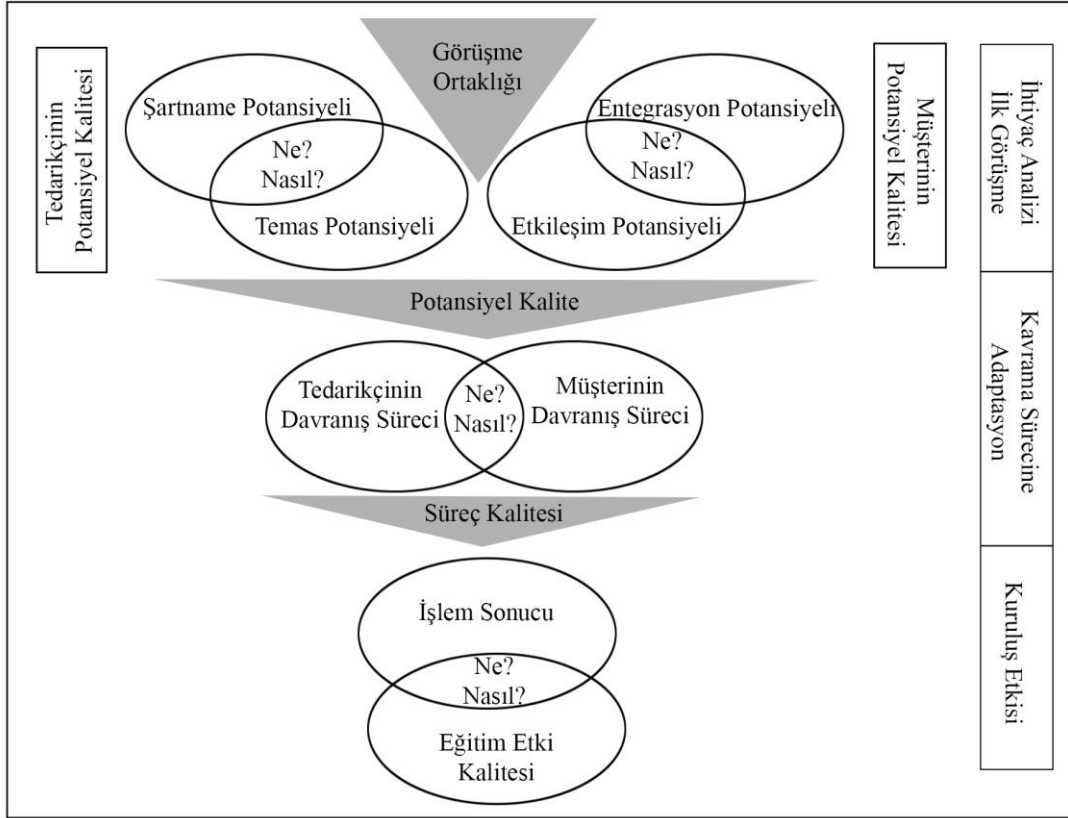 Tedarikçinin
Potansiyel Kalitesi
Şartname Potansiyeli
Ne?
Nasıl?
Temas Potansiyeli
Görüşme
Ortaklığı
Entegrasyon Potansiyeli
Ne?
Nasıl?
Etkileşim Potansiyeli
Müşterinin
Potansiyel Kalitesi
İhtiyaç Analizi
İlk Görüşme
Potansiyel Kalite
Tedarikçinin
Davranış Süreci
Ne?
Nasıl?
Müşterinin
Davranış Süreci
Kavrama Sürecine
Adaptasyon
Süreç Kalitesi
İşlem Sonucu
Ne?
Nasıl?
Eğitim Etki
Kalitesi
Kuruluş Etkisi